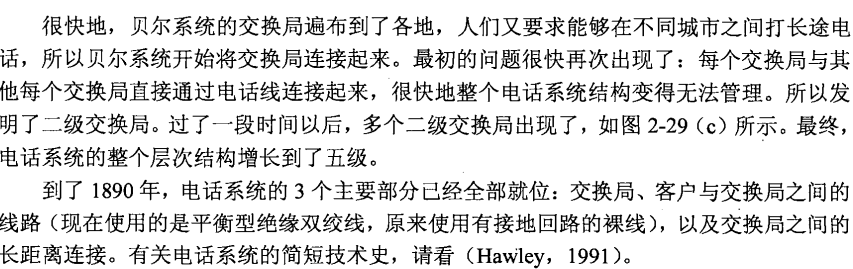 很快地，贝尔系统的交换局遍布到了各地，人们又要求能够在不同城市之间打长途电
话，所以贝尔系统开始将交换局连接起来。最初的问题很快再次出现了：每个交换局与其
他每个交换局直接通过电话线连接起来，很快地整个电话系统结构变得无法管理。所以发
明了二级交换局。过了一段时间以后，多个二级交换局出现了，如图 2-29（c）所示。最终，
电话系统的整个层次结构增长到了五级。
到了 1890 年，电话系统的 3 个主要部分已经全部就位：交换局、客户与交换局之间的
线路（现在使用的是平衡型绝缘双绞线，原来使用有接地回路的裸线），以及交换局之间的
长距离连接。有关电话系统的简短技术史，请看（Hawley，1991）。